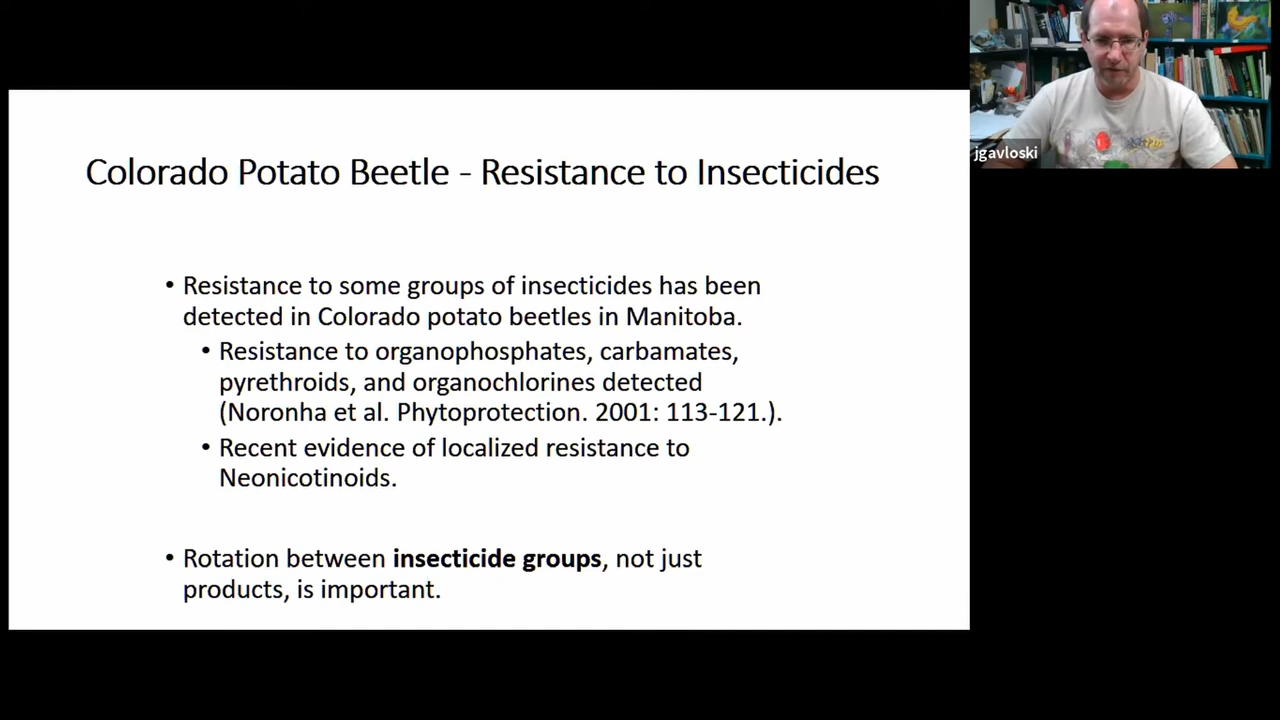 Colorado Potato Beetle - Resistance to Insecticides
• Resistance to some groups of insecticides has been
detected in Colorado potato beetles in Manitoba.
• Resistance to organophosphates, carbamates,
pyrethroids, and organochlorines detected
(Noronha et al. Phytoprotection. 2001: 113-121.).
• Recent evidence of localized resistance to
Neonicotinoids.
• Rotation between insecticide groups, not just
products, is important.
jgavloski